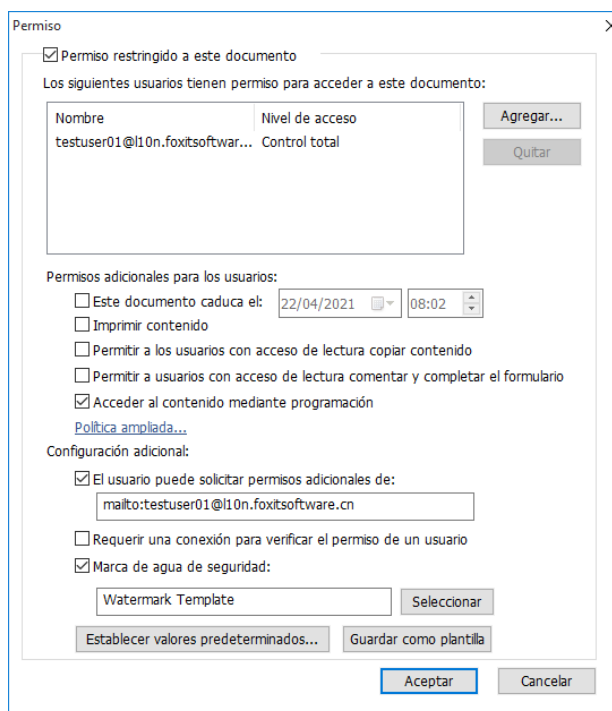 Permiso
Permiso restringido a este documento
Los siguientes usuarios tienen permiso para acceder a este documento:
Nombre Nivel de acceso Agregar...
testuser01@l10n.foxitsoftwar... Control total
Quitar
Permisos adicionales para los usuarios:
Este documento caduca el: 22/04/2021 08:02
Imprimir contenido
Permitir a los usuarios con acceso de lectura copiar contenido
Permitir a usuarios con acceso de lectura comentar y completar el formulario
Acceder al contenido mediante programación
Política ampliada...
Configuración adicional:
El usuario puede solicitar permisos adicionales de:
mailto:testuser01@l10n.foxitsoftware.cn
Requerir una conexión para verificar el permiso de un usuario
Marca de agua de seguridad:
Watermark Template Seleccionar
Establecer valores predeterminados... Guardar como plantilla
Aceptar Cancelar